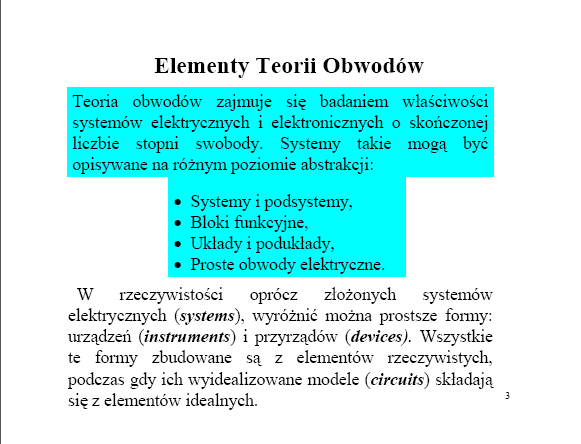 Elementy Teorii Obwodów
Teoria obwodów zajmuje się badaniem właściwości
systemów elektrycznych i elektronicznych o skończonej
liczbie stopni swobody. Systemy takie mogą być
opisywane na różnym poziomie abstrakcji:
• Systemy i podsystemy,
• Bloki funkcyjne,
• Układy i podukłady,
• Proste obwody elektryczne.
W rzeczywistości oprócz złożonych systemów
elektrycznych (systems), wyróżnić można prostsze formy:
urządzeń (instruments) i przyrządów (devices). Wszystkie
te formy zbudowane są z elementów rzeczywistych,
podczas gdy ich wyidealizowane modele (circuits) składają
się z elementów idealnych.
3